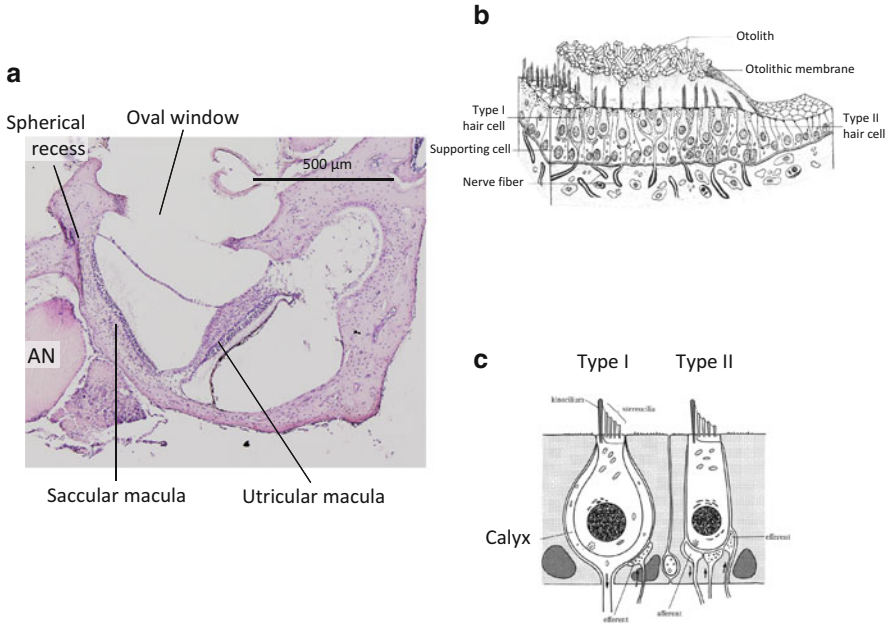 a
Spherical
recess
Oval window
500 µm
AN
Saccular macula
Utricular macula
b
Otolith
Otolithic membrane
Type I
hair cell
Supporting cell
Nerve fiber
Type II
hair cell
c
Type I
Type II
kinocilium
stereocilia
Calyx
efferent
afferent
efferent